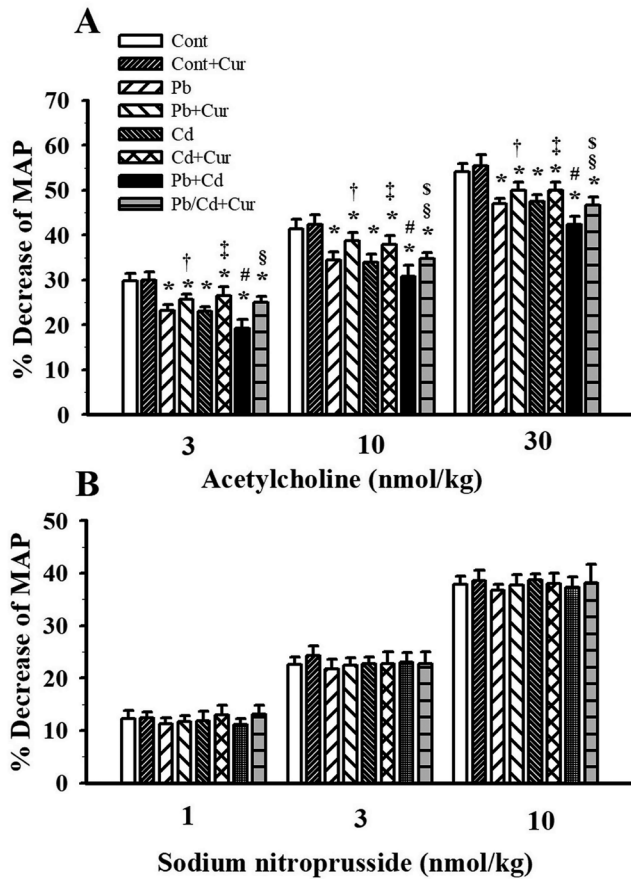 A
Cont
Cont+Cur
Pb
Pb+Cur
Cd
Cd+Cur
Pb+Cd
Pb/Cd+Cur
% Decrease of MAP
70
60
50
40
30
20
10
0
* † * * ‡ * # * § *
* † * * ‡ * # * $ § *
* † * * ‡ * # * $ § *
3 10 30
Acetylcholine (nmol/kg)
B
% Decrease of MAP
50
40
30
20
10
0
1 3 10
Sodium nitroprusside (nmol/kg)